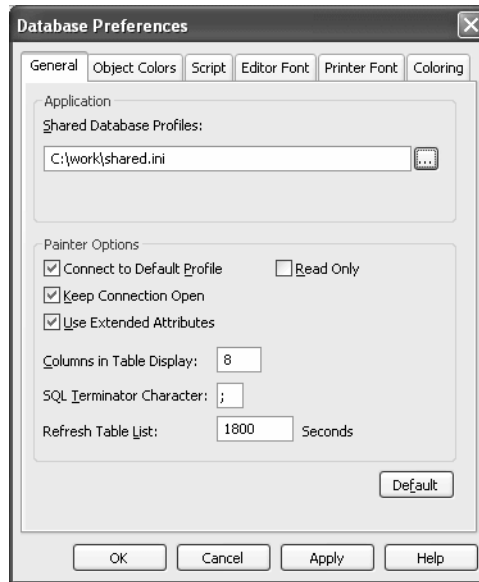 Database Preferences
General Object Colors Script Editor Font Printer Font Coloring
Application
Shared Database Profiles:
C:\work\shared.ini ...
Painter Options
Connect to Default Profile Read Only
Keep Connection Open
Use Extended Attributes
Columns in Table Display: 8
SQL Terminator Character: ;
Refresh Table List: 1800 Seconds
Default
OK Cancel Apply Help